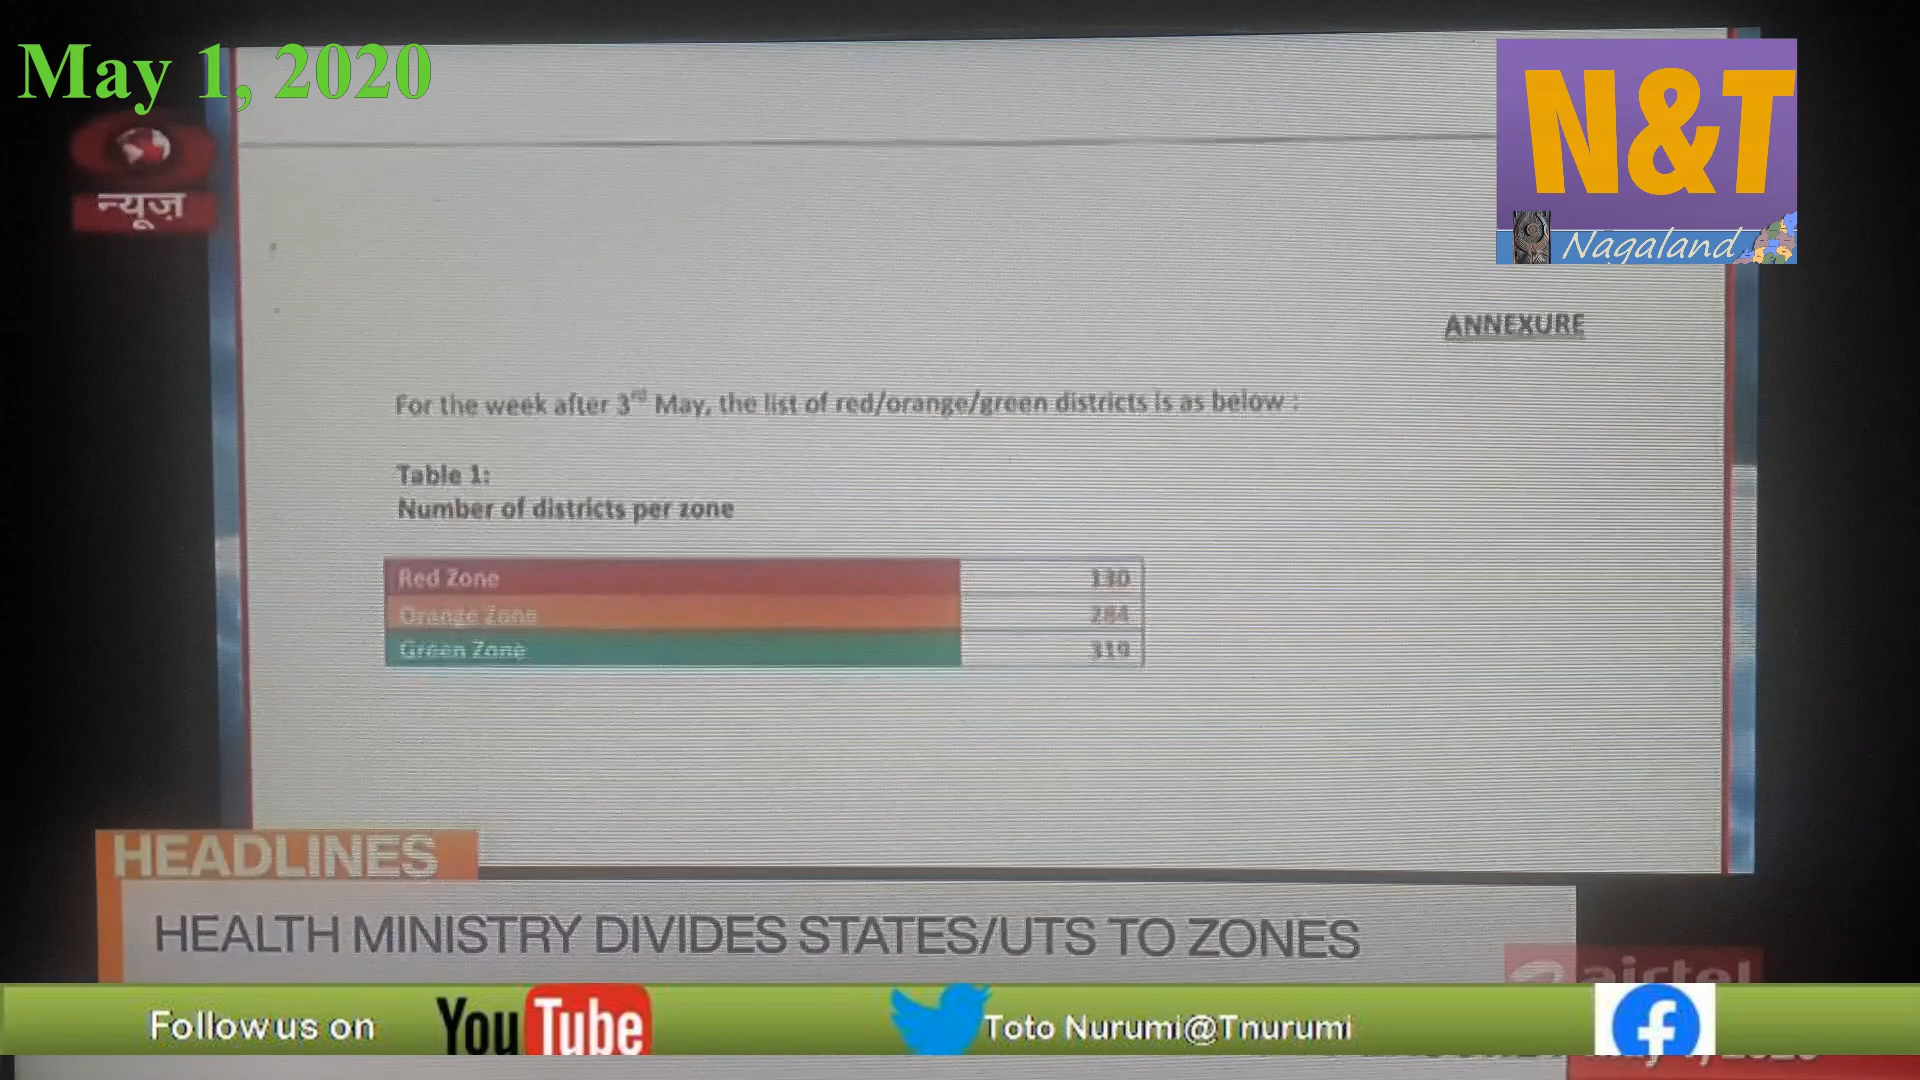 May 1, 2020
न्यूज़
N&T
Nagaland
ANNEXURE
For the week after 3rd May, the list of red/orange/green districts is as below :
Table 1:
Number of districts per zone
Red Zone 130
Orange Zone 284
Green Zone 319
HEADLINES
HEALTH MINISTRY DIVIDES STATES/UTS TO ZONES
airtel
Follow us on YouTube Toto Nurumi@Tnurumi